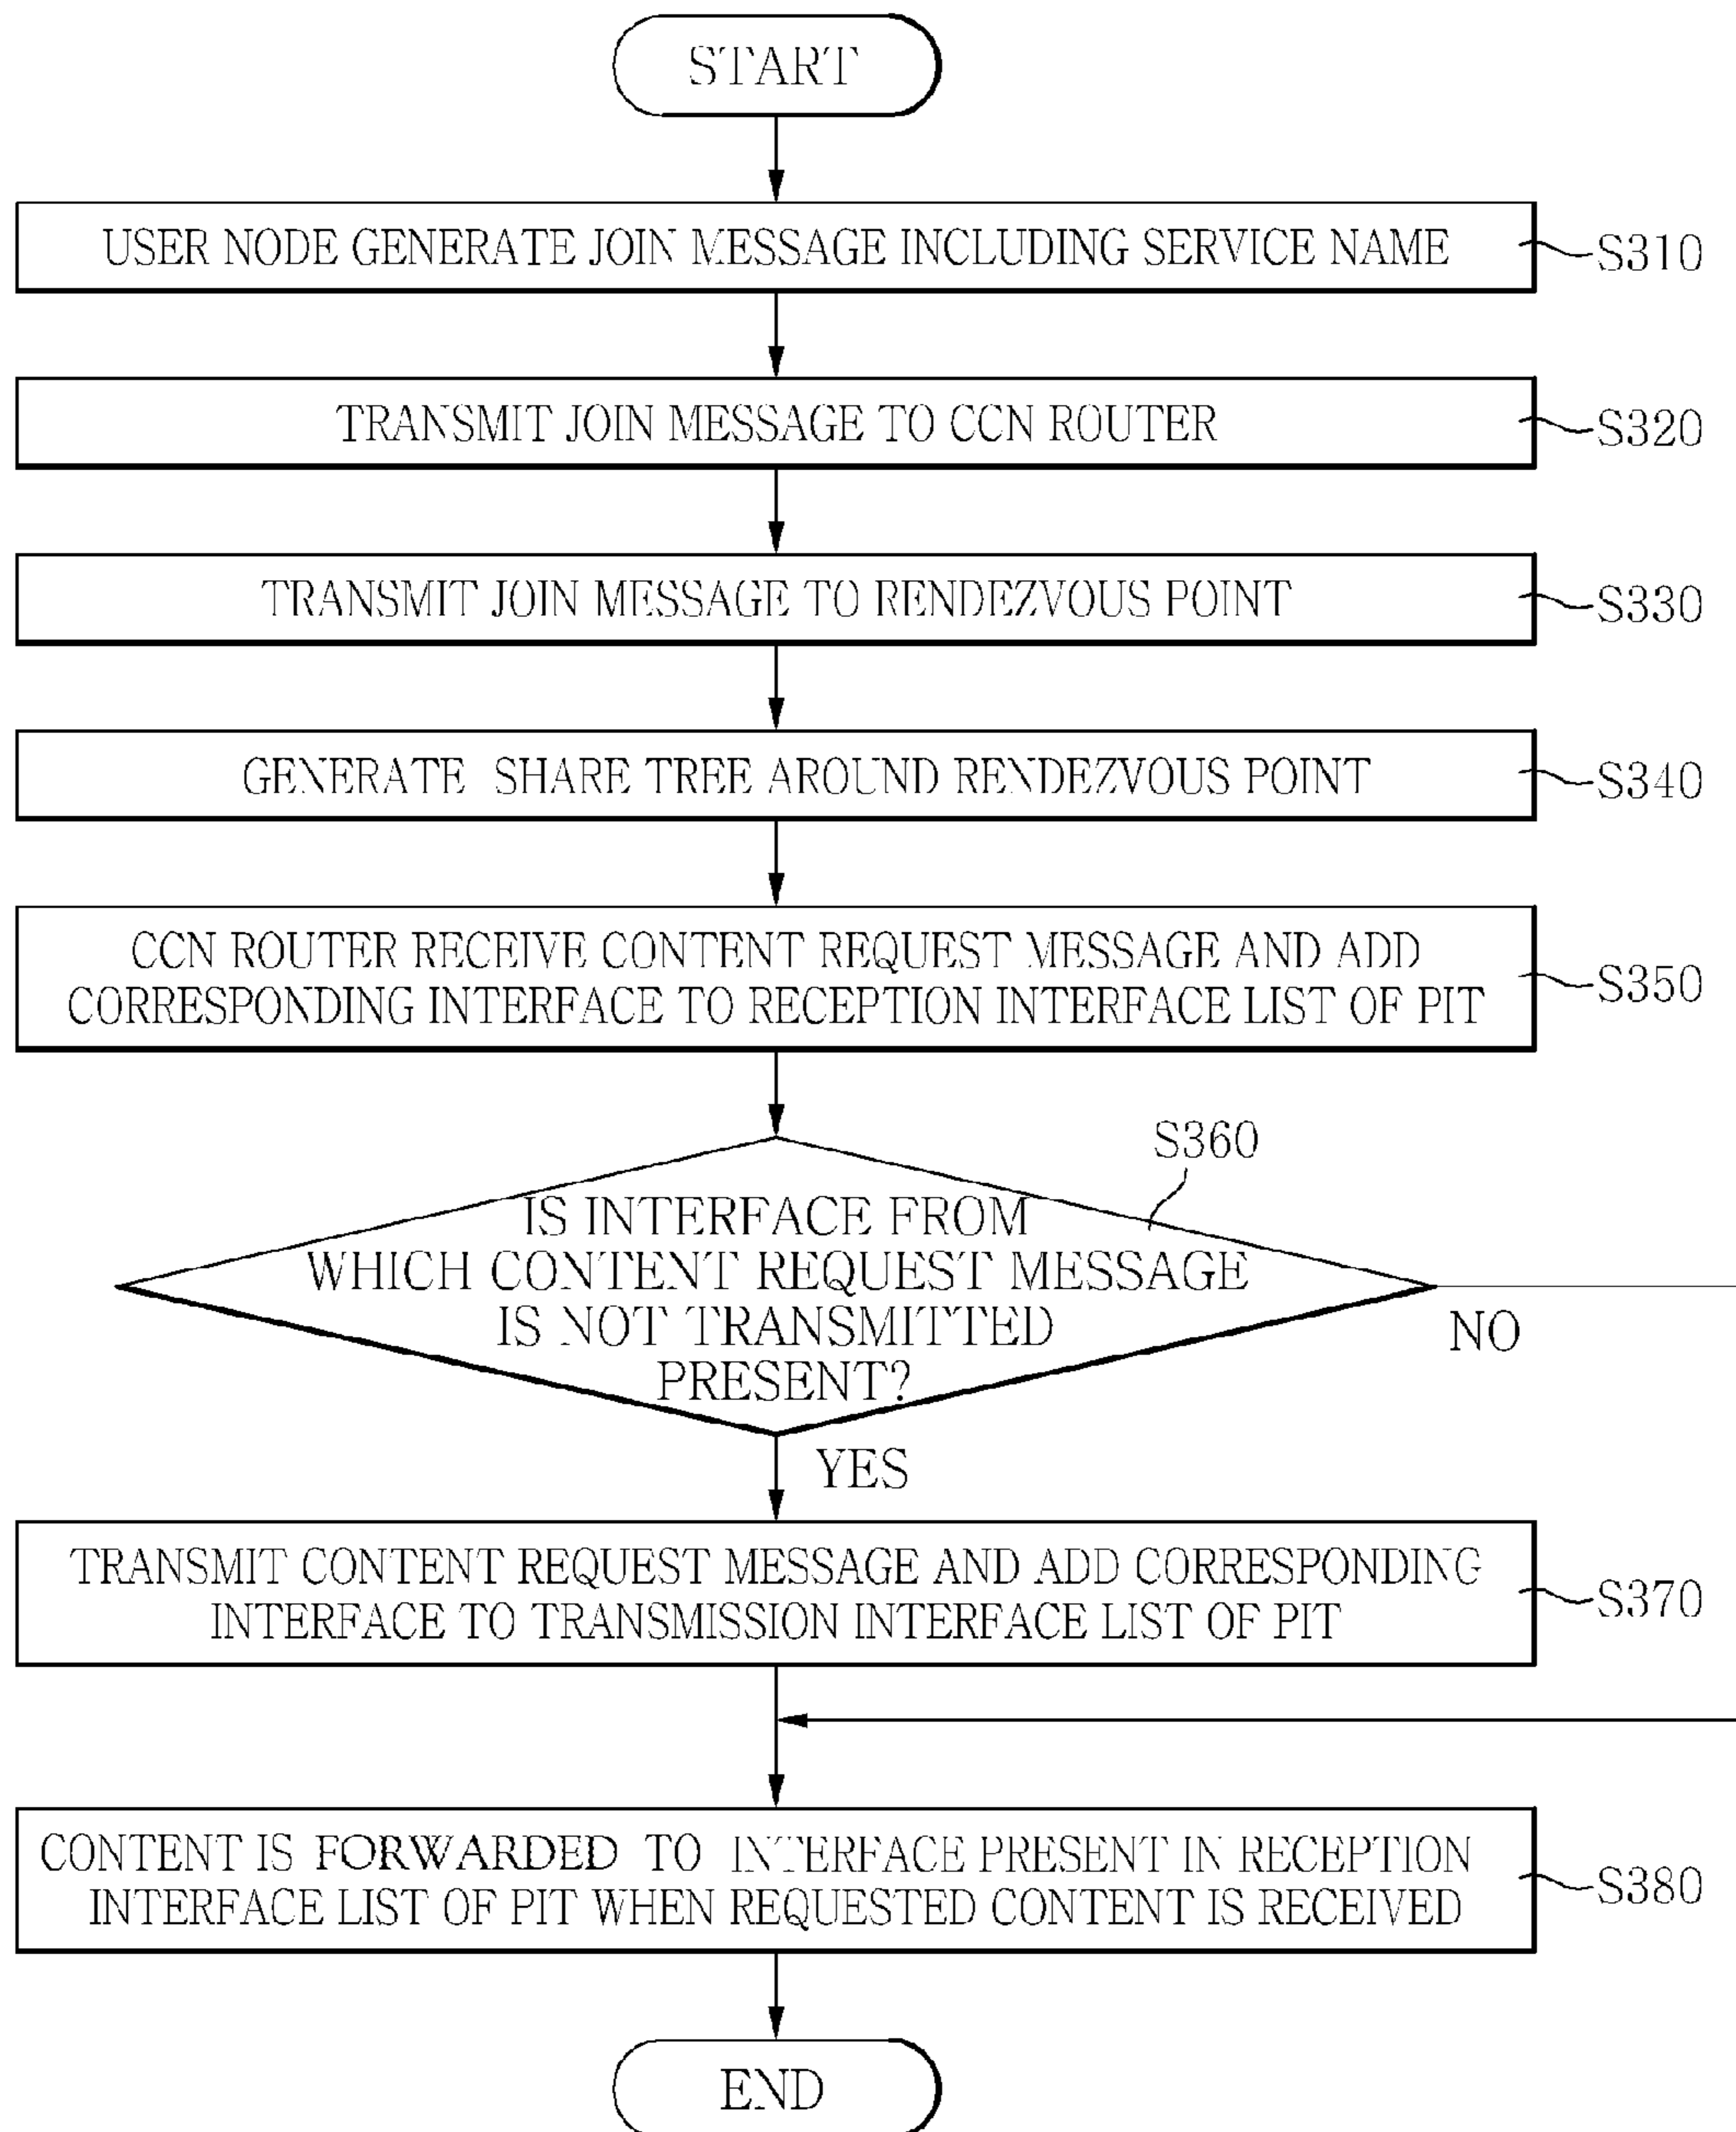 START
USER NODE GENERATE JOIN MESSAGE INCLUDING SERVICE NAME
S310
TRANSMIT JOIN MESSAGE TO CCN ROUTER
S320
TRANSMIT JOIN MESSAGE TO RENDEZVOUS POINT
S330
GENERATE SHARE TREE AROUND RENDEZVOUS POINT
S340
CCN ROUTER RECEIVE CONTENT REQUEST MESSAGE AND ADD
CORRESPONDING INTERFACE TO RECEPTION INTERFACE LIST OF PIT
S350
S360
IS INTERFACE FROM
WHICH CONTENT REQUEST MESSAGE
IS NOT TRANSMITTED
PRESENT?
NO
YES
TRANSMIT CONTENT REQUEST MESSAGE AND ADD CORRESPONDING
INTERFACE TO TRANSMISSION INTERFACE LIST OF PIT
S370
CONTENT IS FORWARDED TO INTERFACE PRESENT IN RECEPTION
INTERFACE LIST OF PIT WHEN REQUESTED CONTENT IS RECEIVED
S380
END